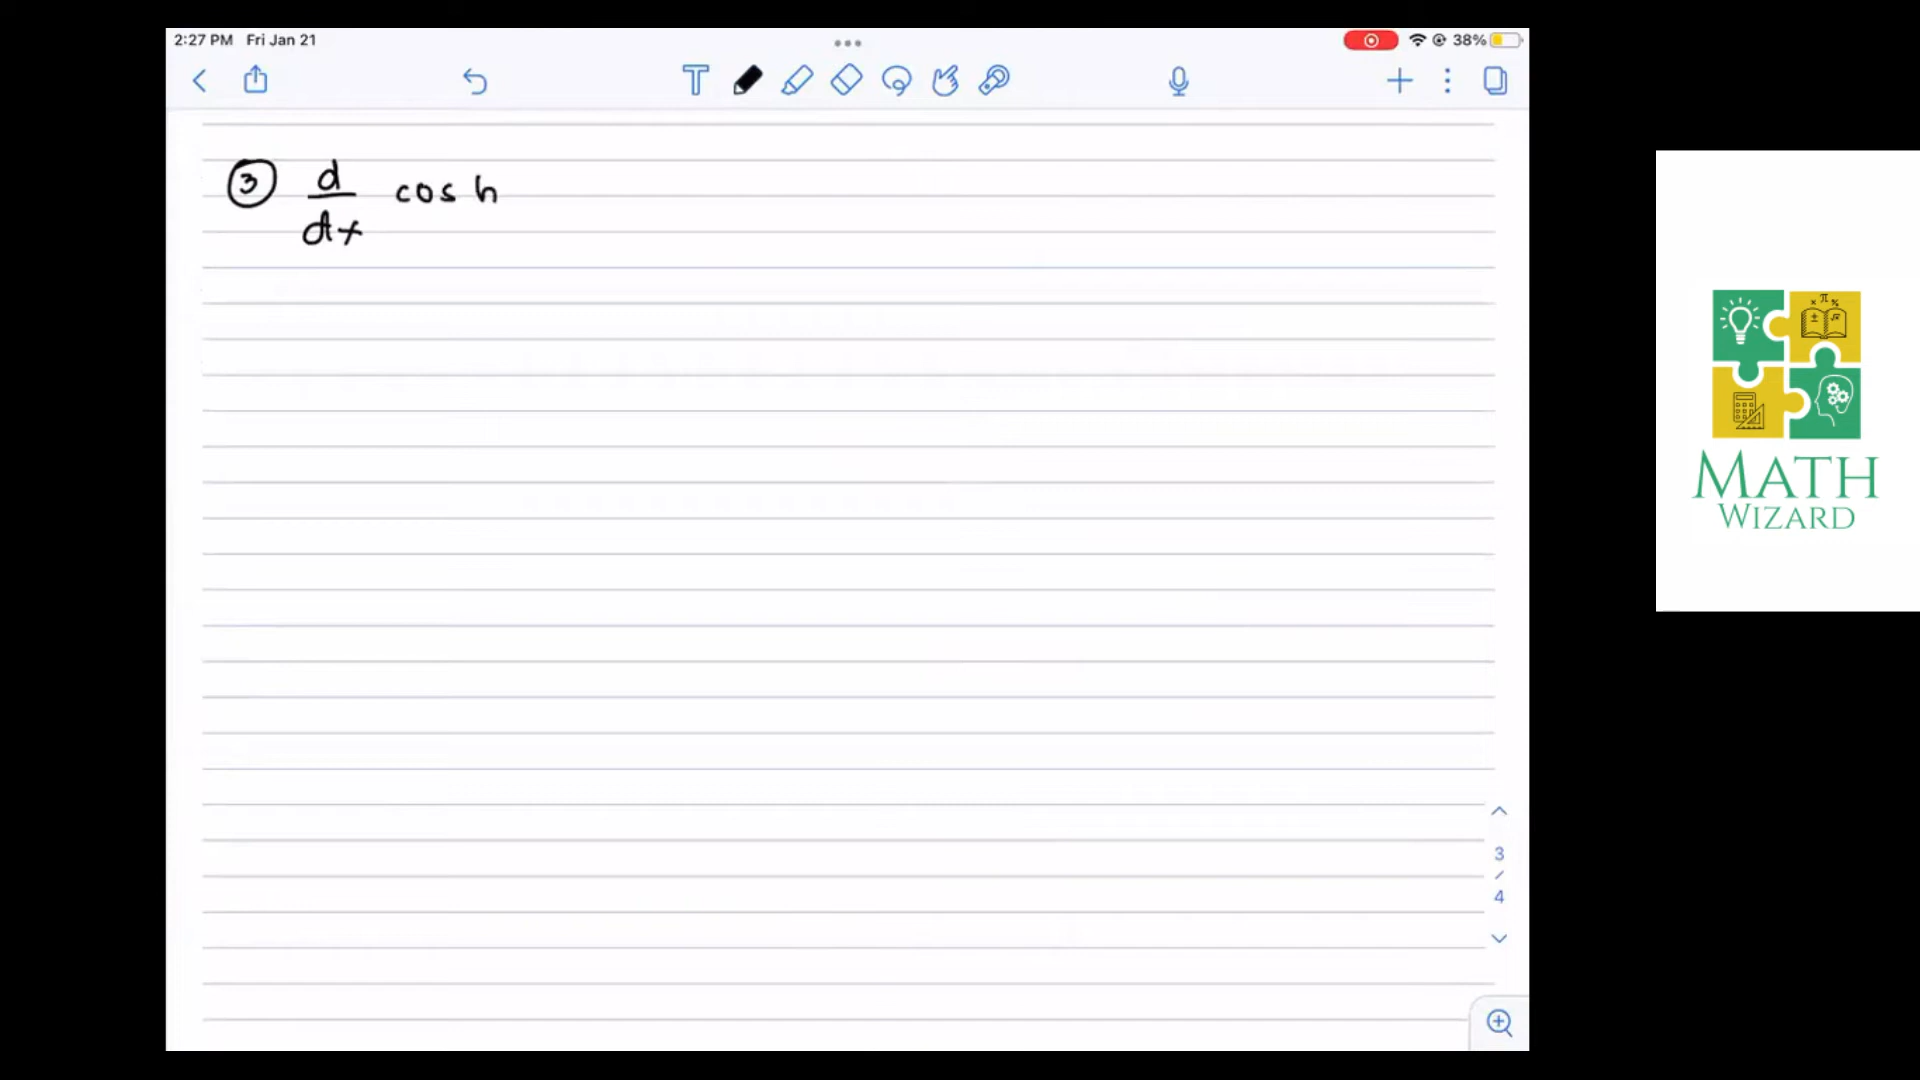 2:27 PM Fri Jan 21
38%
T
③ d/dx cos h
x π %
±
MATH
WIZARD
3
/
4